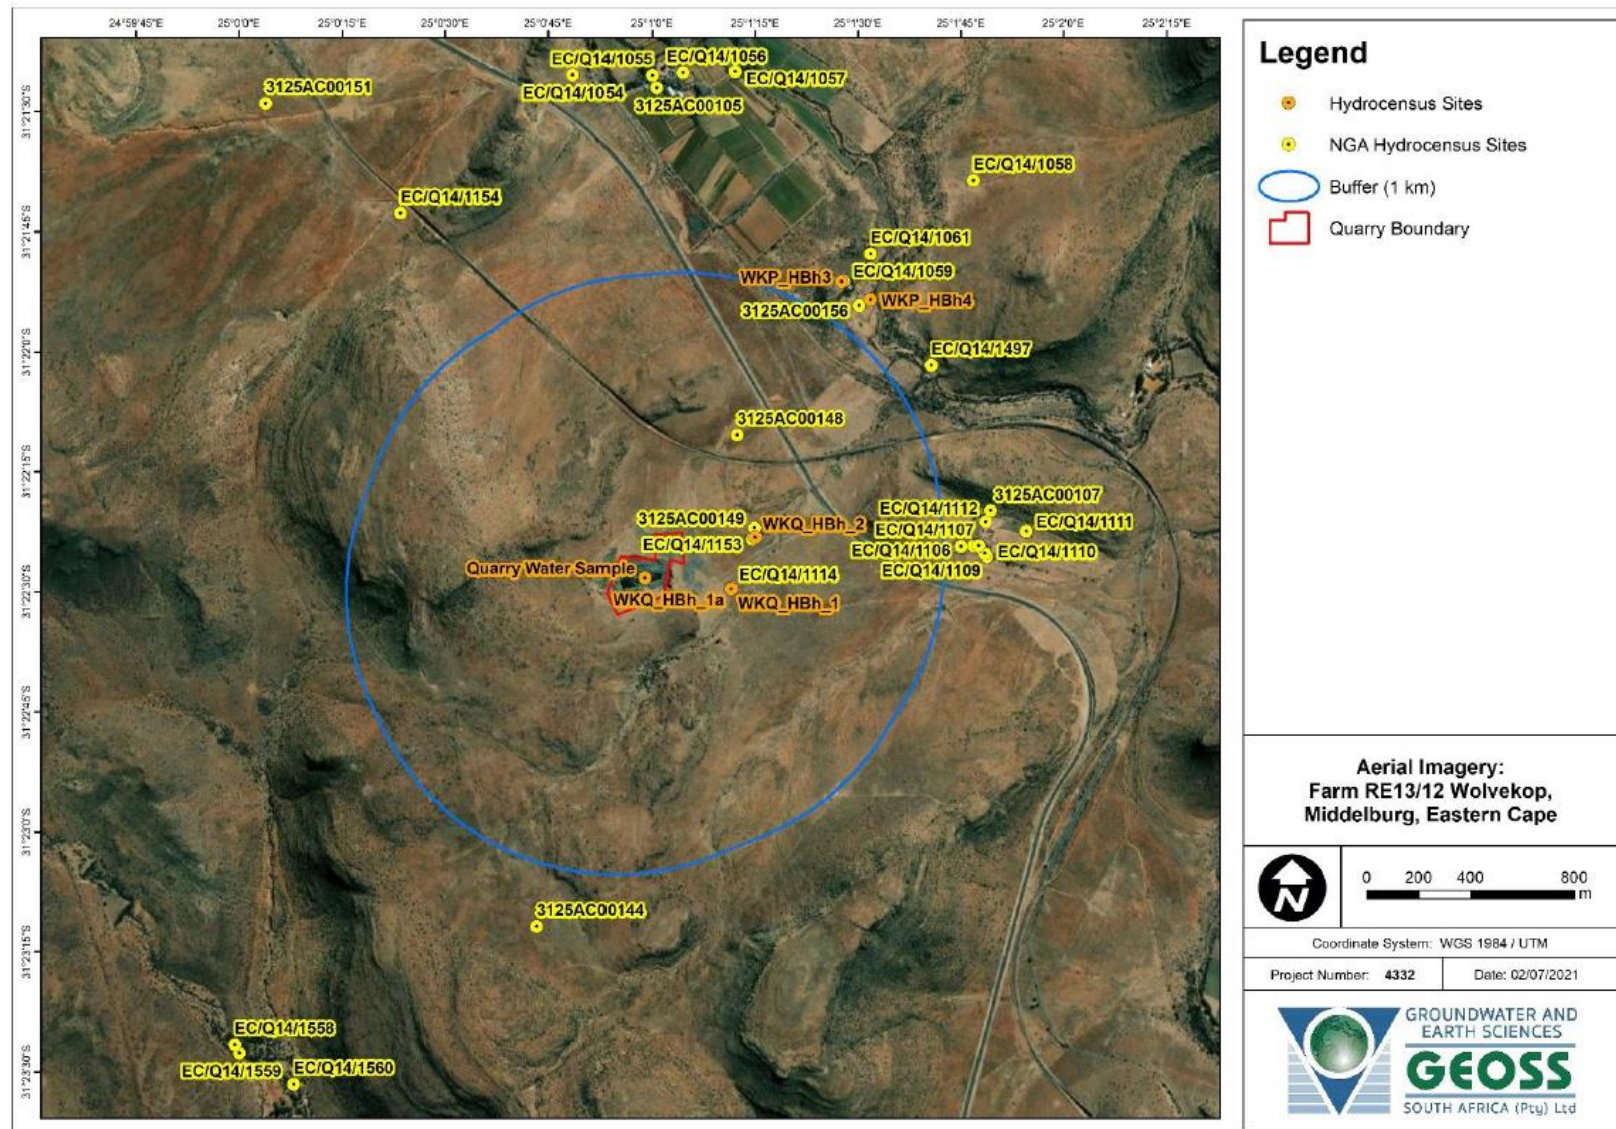 24°59'45"E
25°0'0"E
25°0'15"E
25°0'30"E
25°0'45"E
25°1'0"E
25°1'15"E
25°1'30"E
25°1'45"E
25°2'0"E
25°2'15"E
31°21'30"S
31°21'45"S
31°22'0"S
31°22'15"S
31°22'30"S
31°22'45"S
31°23'0"S
31°23'15"S
31°23'30"S
3125AC00151
EC/Q14/1055
EC/Q14/1056
EC/Q14/1054
EC/Q14/1057
3125AC00105
EC/Q14/1058
EC/Q14/1154
EC/Q14/1061
WKP_HBh3
EC/Q14/1059
WKP_HBh4
3125AC00156
EC/Q14/1497
3125AC00148
3125AC00107
EC/Q14/1112
3125AC00149
WKQ_HBh_2
EC/Q14/1107
EC/Q14/1111
EC/Q14/1153
EC/Q14/1106
EC/Q14/1110
Quarry Water Sample
EC/Q14/1114
EC/Q14/1109
WKQ_HBh_1a
WKQ_HBh_1
3125AC00144
EC/Q14/1558
EC/Q14/1559
EC/Q14/1560
Legend
Hydrocensus Sites
NGA Hydrocensus Sites
Buffer (1 km)
Quarry Boundary
Aerial Imagery:
Farm RE13/12 Wolvekop,
Middelburg, Eastern Cape
N
0 200 400 800
m
Coordinate System: WGS 1984 / UTM
Project Number: 4332
Date: 02/07/2021
GROUNDWATER AND
EARTH SCIENCES
GEOSS
SOUTH AFRICA (Pty) Ltd